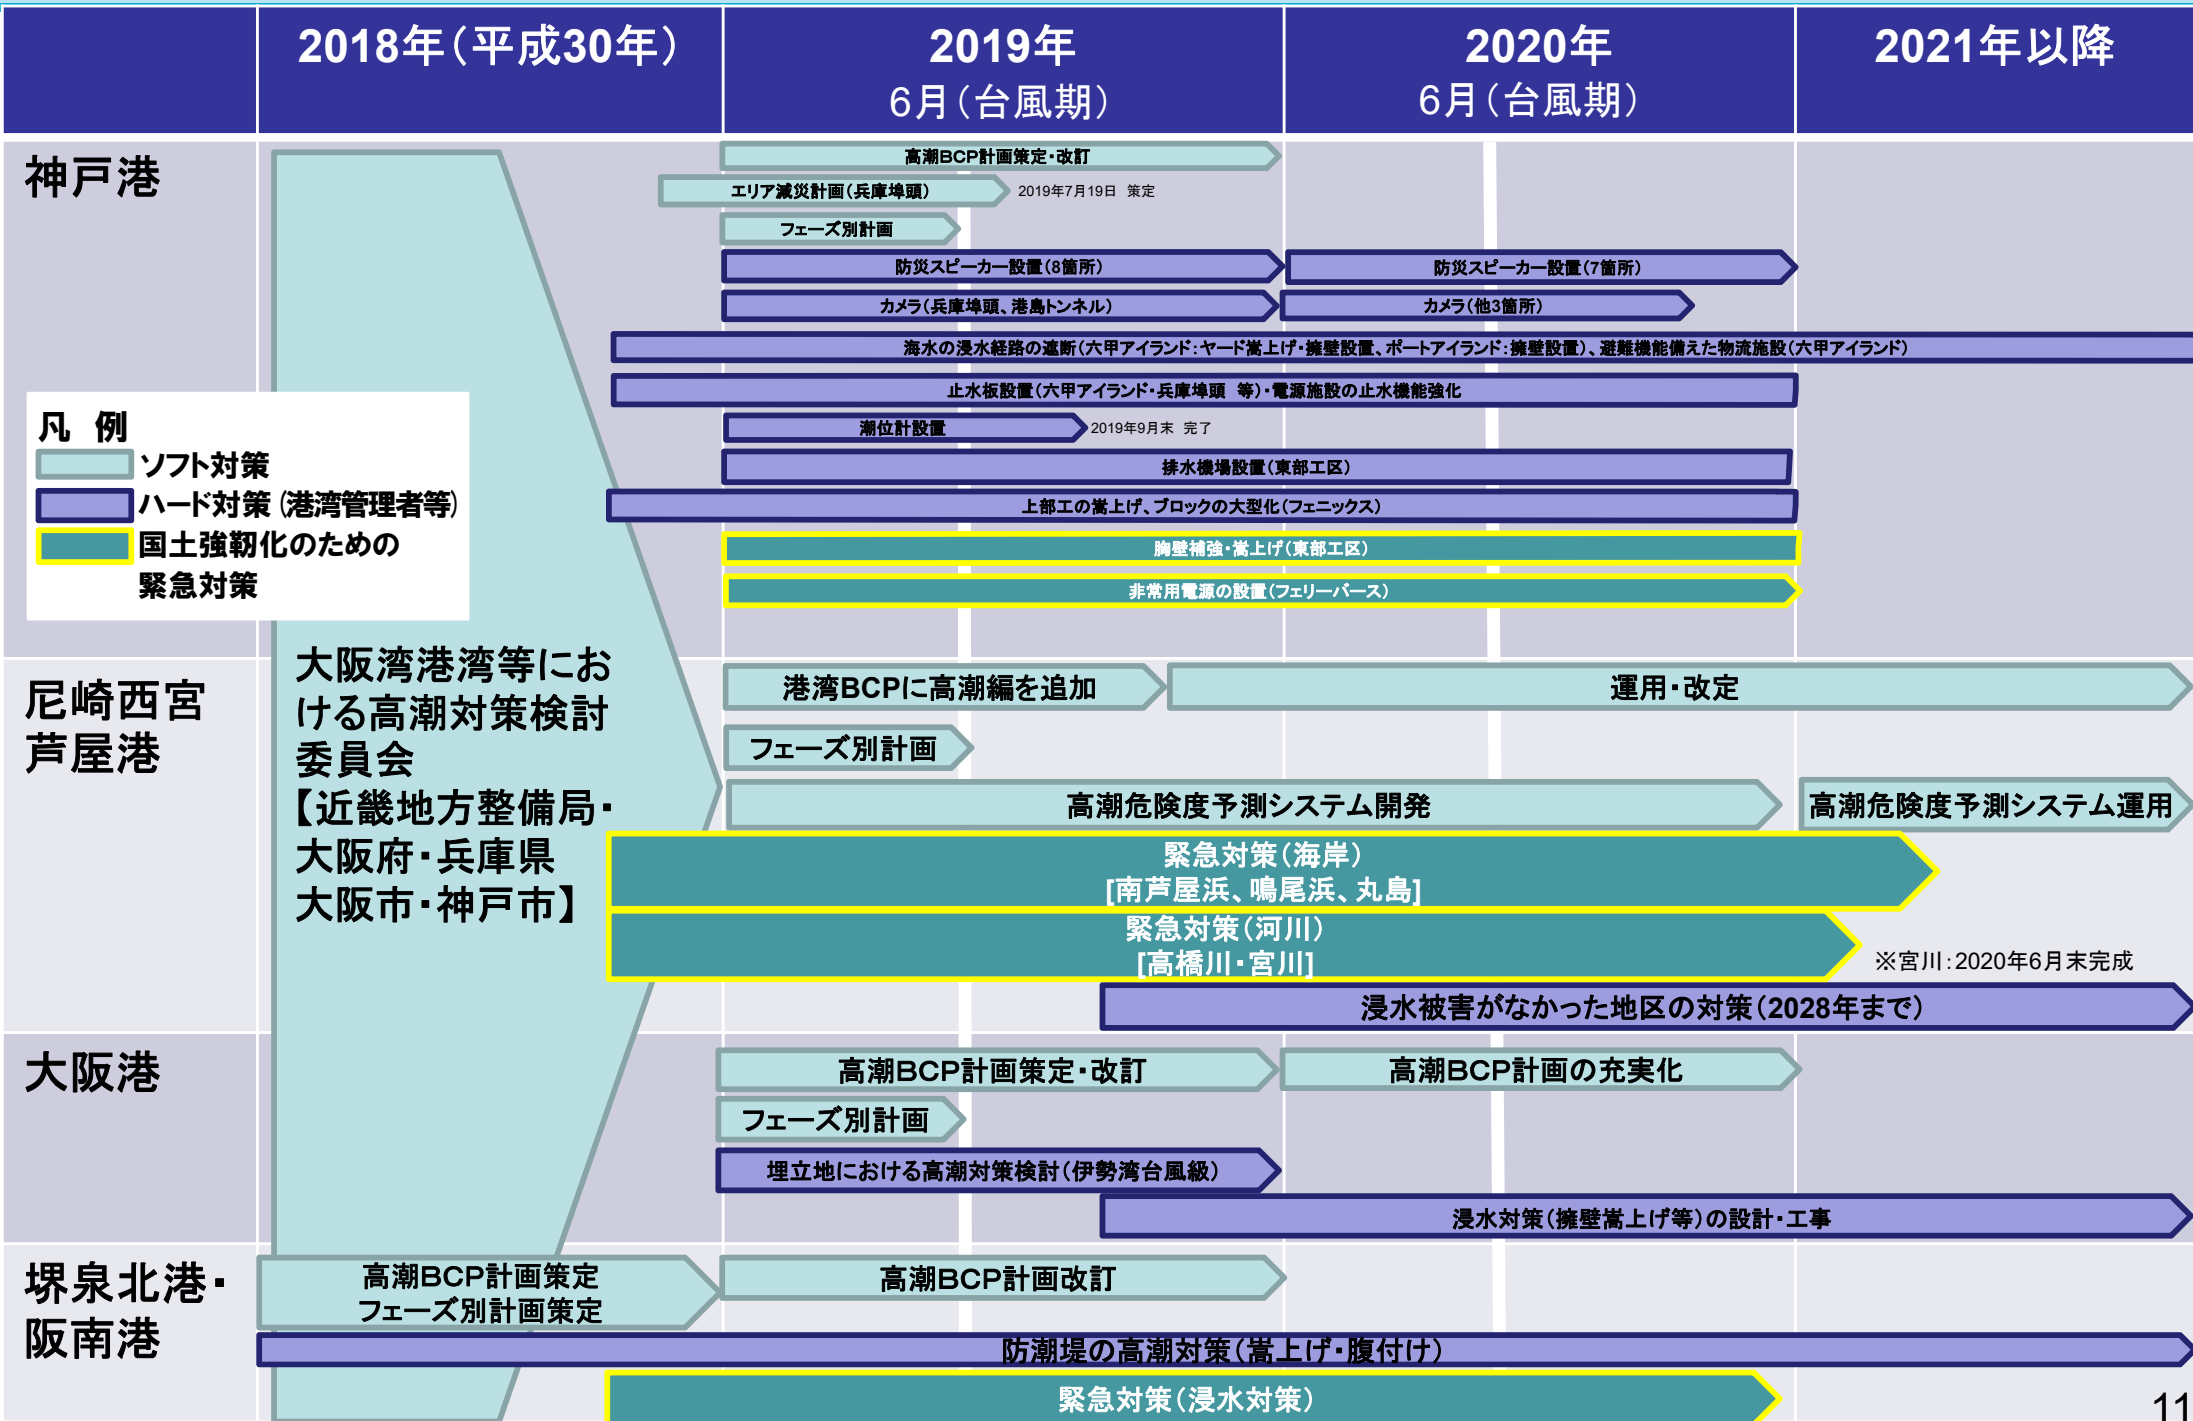 2018年（平成30年）
2019年
6月（台風期）
2020年
6月（台風期）
2021年以降
神戸港
高潮BCP計画策定・改訂
エリア減災計画（兵庫埠頭）
2019年7月19日 策定
フェーズ別計画
防災スピーカー設置（8箇所）
防災スピーカー設置（7箇所）
カメラ（兵庫埠頭、港島トンネル）
カメラ（他3箇所）
海水の浸水経路の遮断（六甲アイランド：ヤード嵩上げ・擁壁設置、ポートアイランド：擁壁設置）、避難機能備えた物流施設（六甲アイランド）
止水板設置（六甲アイランド・兵庫埠頭 等）・電源施設の止水機能強化
潮位計設置
2019年9月末 完了
排水機場設置（東部工区）
上部工の嵩上げ、ブロックの大型化（フェニックス）
胸壁補強・嵩上げ（東部工区）
非常用電源の設置（フェリーバース）
凡 例
ソフト対策
ハード対策（港湾管理者等）
国土強靭化のための
緊急対策
大阪湾港湾等にお
ける高潮対策検討
委員会
【近畿地方整備局・
大阪府・兵庫県
大阪市・神戸市】
尼崎西宮
芦屋港
港湾BCPに高潮編を追加
運用・改定
フェーズ別計画
高潮危険度予測システム開発
高潮危険度予測システム運用
緊急対策（海岸）
[南芦屋浜、鳴尾浜、丸島]
緊急対策（河川）
[高橋川・宮川]
※宮川：2020年6月末完成
浸水被害がなかった地区の対策（2028年まで）
大阪港
高潮BCP計画策定・改訂
高潮BCP計画の充実化
フェーズ別計画
埋立地における高潮対策検討（伊勢湾台風級）
浸水対策（擁壁嵩上げ等）の設計・工事
堺泉北港・
阪南港
高潮BCP計画策定
フェーズ別計画策定
高潮BCP計画改訂
防潮堤の高潮対策（嵩上げ・腹付け）
緊急対策（浸水対策）
11